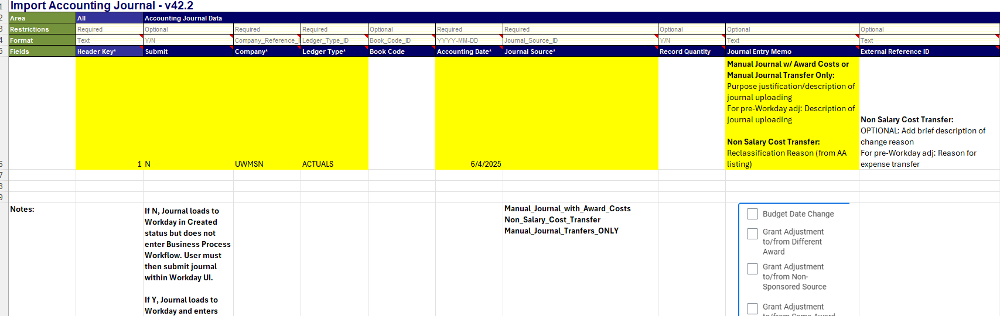 Import Accounting Journal - v42.2
Area All Accounting Journal Data
Restrictions Required Optional Required Required Optional Required Required Optional Optional Optional
Format Text Y/N Company_Reference_I Ledger_Type_ID Book_Code_ID YYYY-MM-DD Journal_Source_ID Y/N Text Text
Fields Header Key* Submit Company* Ledger Type* Book Code Accounting Date* Journal Source* Record Quantity Journal Entry Memo External Reference ID
Manual Journal w/ Award Costs or
Manual Journal Transfer Only:
Purpose justification/description of
journal uploading
For pre-Workday adj: Description of
journal uploading
Non Salary Cost Transfer:
Reclassification Reason (from AA
listing)
Non Salary Cost Transfer:
OPTIONAL: Add brief description of
change reason
For pre-Workday adj: Reason for
expense transfer
1 N UWMSN ACTUALS 6/4/2025
7
8
9
Notes:
If N, Journal loads to
Workday in Created
status but does not
enter Business Process
Workflow. User must
then submit journal
within Workday UI.
If Y, Journal loads to
Workday and enters
Manual_Journal_with_Award_Costs
Non_Salary_Cost_Transfer
Manual_Journal_Tranfers_ONLY
Budget Date Change
Grant Adjustment
to/from Different
Award
Grant Adjustment
to/from Non-
Sponsored Source
Grant Adjustment
to/from Same Award